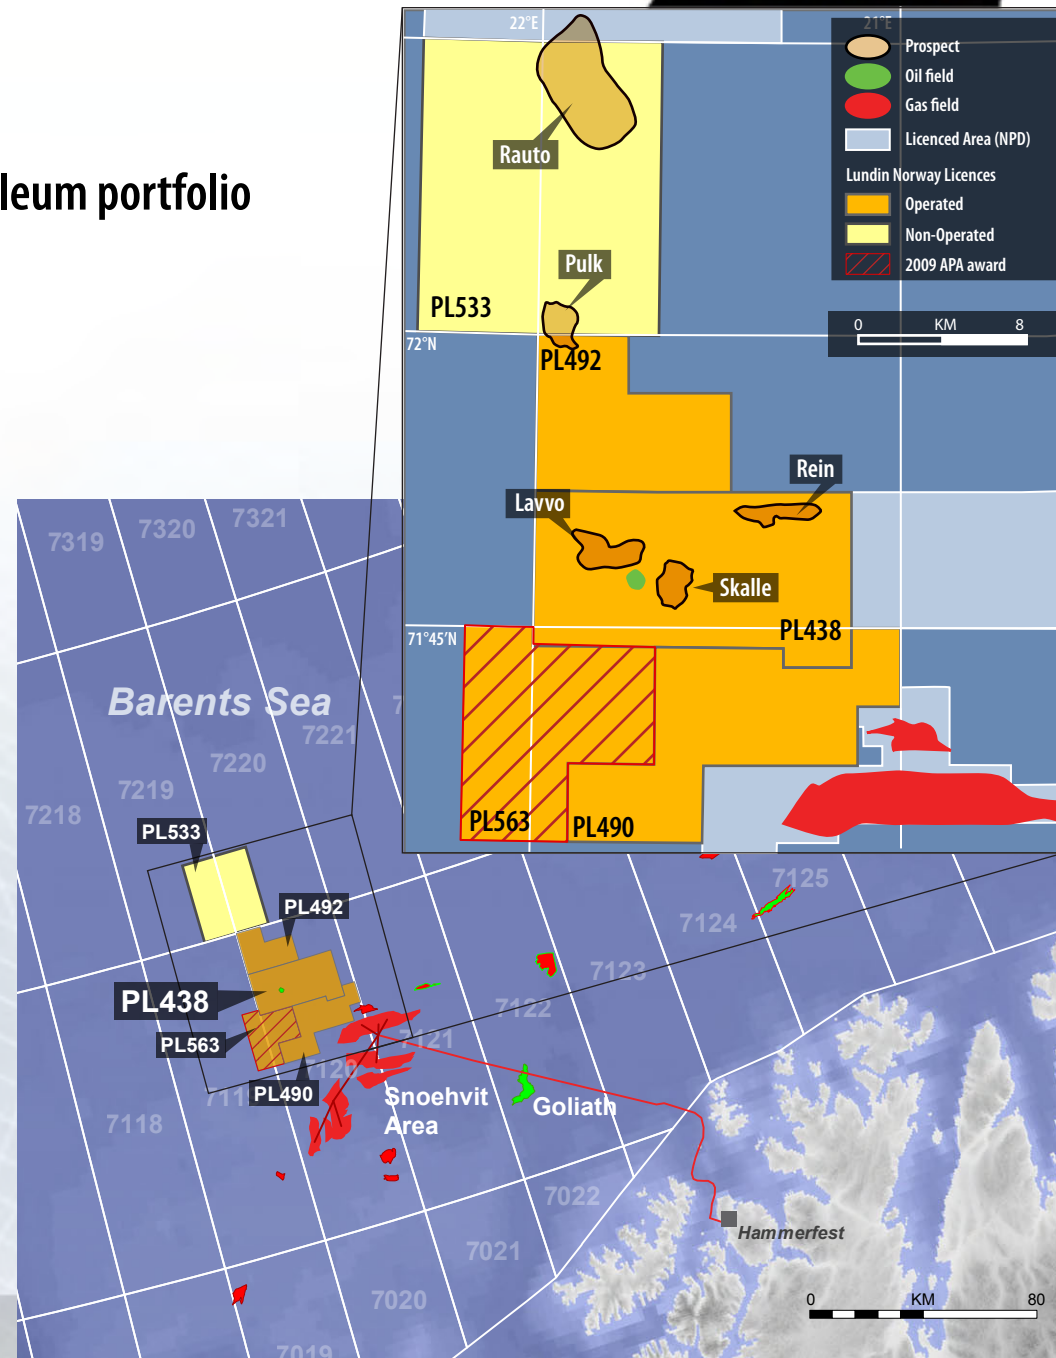 leum portfolio
22°E
21°E
Prospect
Oil field
Gas field
Licenced Area (NPD)
Lundin Norway Licences
Operated
Non-Operated
2009 APA award
0 KM 8
Rauto
Pulk
PL533
72°N
PL492
Rein
Lavvo
Skalle
PL438
71°45'N
PL563
PL490
7319
7320
7321
Barents Sea
7221
7220
7219
7218
PL533
PL492
PL438
PL563
PL490
7125
7124
7123
7122
7121
7120
7118
Snoehvit
Area
Goliath
7022
7021
7020
7019
Hammerfest
0 KM 80